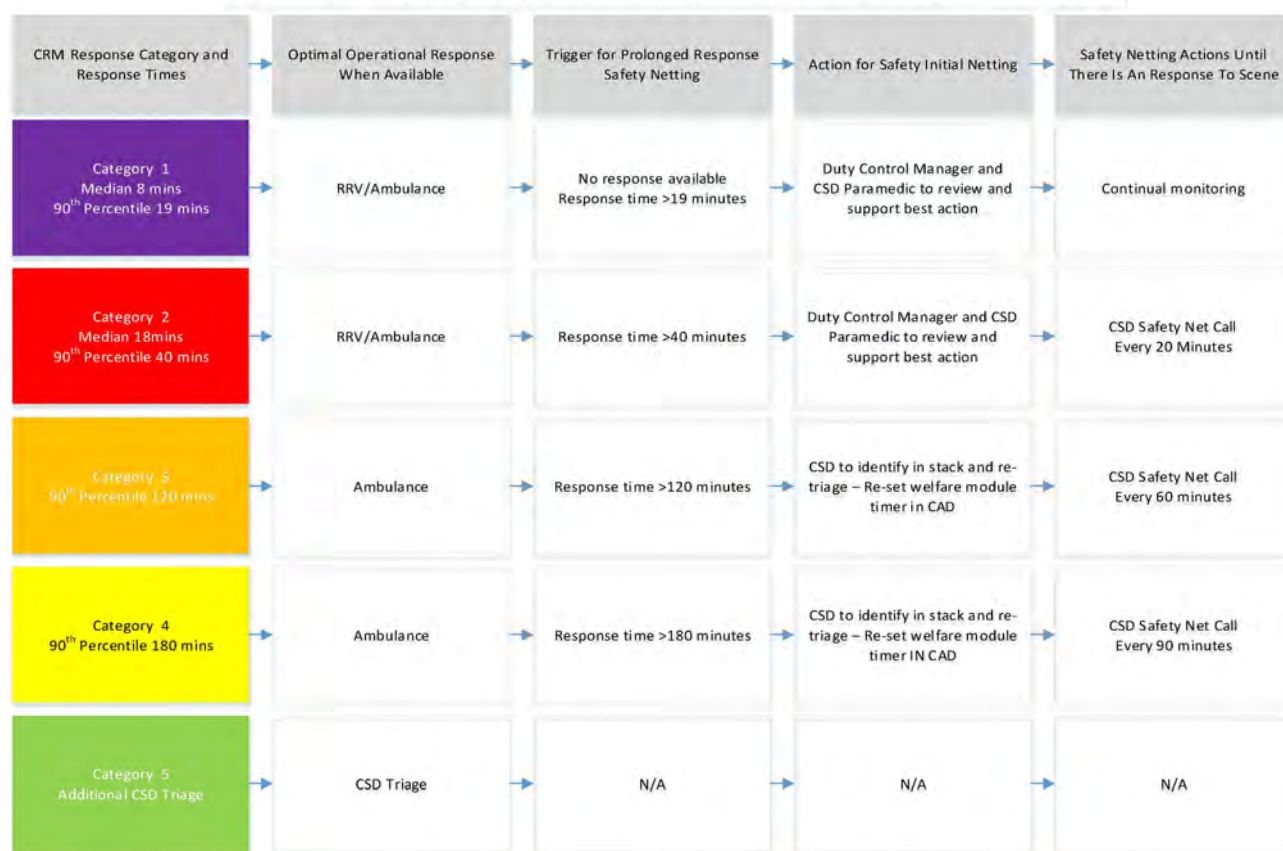 CRM Response Category and
Response Times
Optimal Operational Response
When Available
Trigger for Prolonged Response
Safety Netting
Action for Safety Initial Netting
Safety Netting Actions Until
There Is An Response To Scene
Category 1
Median 8 mins
90th Percentile 19 mins
RRV/Ambulance
No response available
Response time >19 minutes
Duty Control Manager and
CSD Paramedic to review and
support best action
Continual monitoring
Category 2
Median 18mins
90th Percentile 40 mins
RRV/Ambulance
Response time >40 minutes
Duty Control Manager and CSD
Paramedic to review and
support best action
CSD Safety Net Call
Every 20 Minutes
Category 3
90th Percentile 120 mins
Ambulance
Response time >120 minutes
CSD to identify in stack and re-
triage – Re-set welfare module
timer in CAD
CSD Safety Net Call
Every 60 minutes
Category 4
90th Percentile 180 mins
Ambulance
Response time >180 minutes
CSD to identify in stack and re-
triage – Re-set welfare module
timer IN CAD
CSD Safety Net Call
Every 90 minutes
Category 5
Additional CSD Triage
CSD Triage
N/A
N/A
N/A